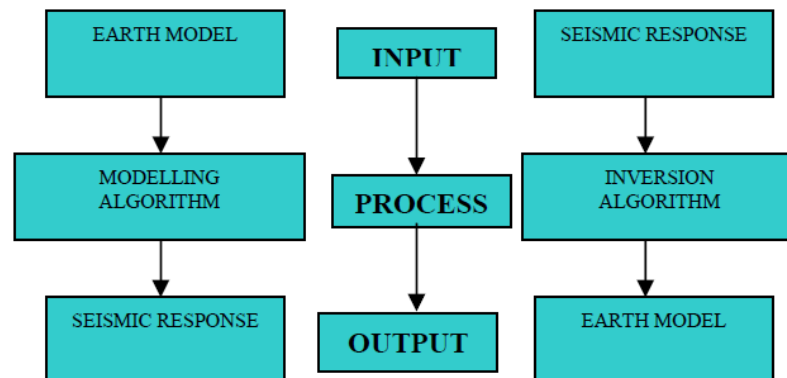 EARTH MODEL
INPUT
SEISMIC RESPONSE
MODELLING
ALGORITHM
PROCESS
INVERSION
ALGORITHM
SEISMIC RESPONSE
OUTPUT
EARTH MODEL